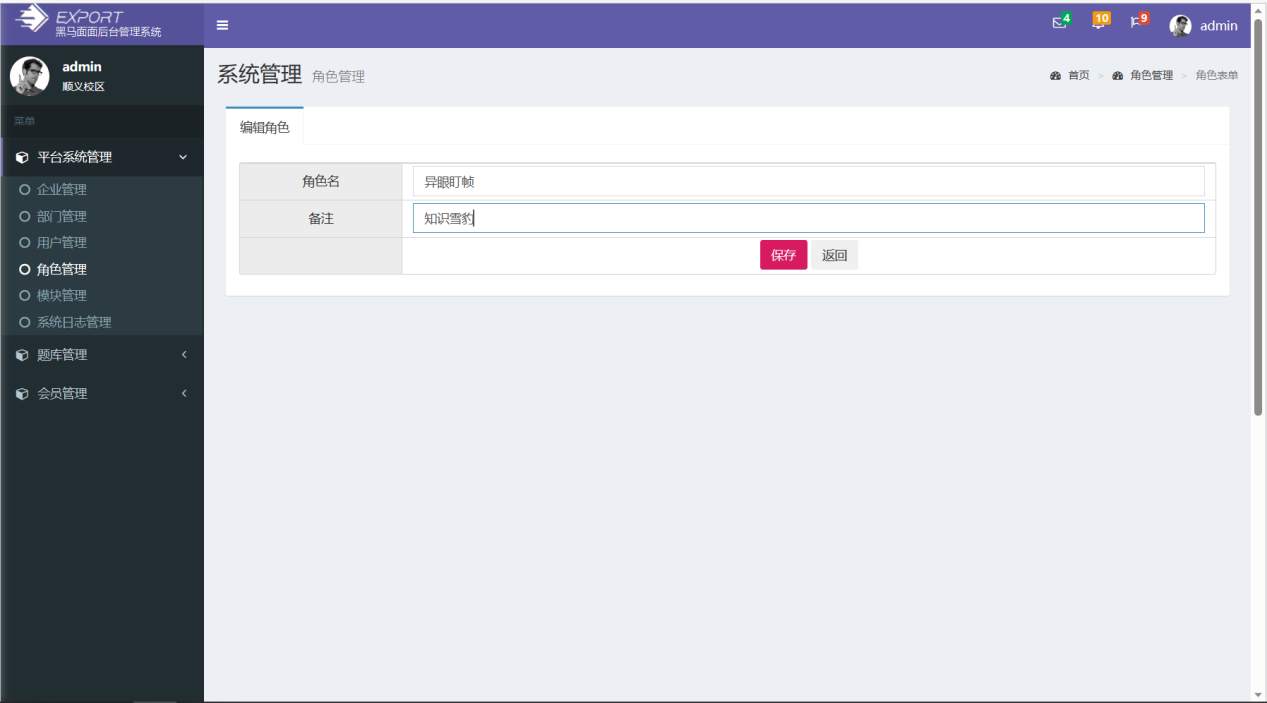 EXPORT
黑马面面后台管理系统
4
10
9
admin
admin
顺义校区
菜单
平台系统管理
企业管理
部门管理
用户管理
角色管理
模块管理
系统日志管理
题库管理
会员管理
系统管理 角色管理
首页 > 角色管理 > 角色表单
编辑角色
角色名 异眼盯帧
备注 知识雪豹
保存 返回